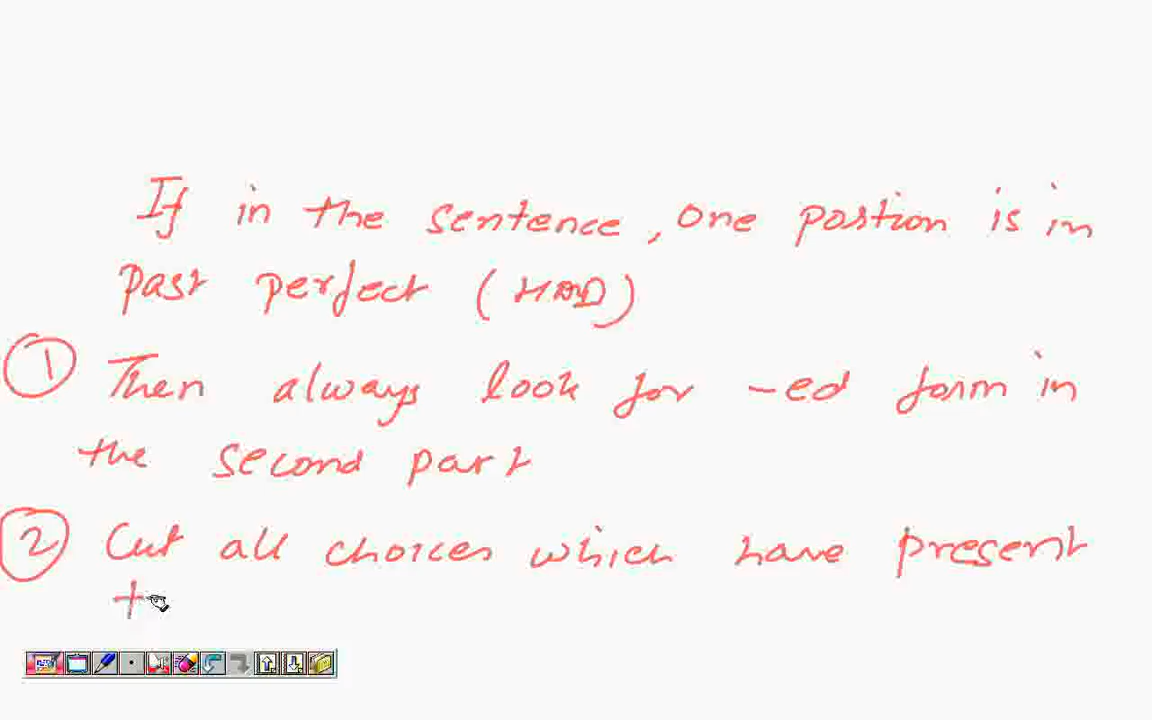 If in the sentence, one portion is in
past perfect (HAD)
1 Then always look for -ed form in
the second part
2 Cut all choices which have present
t